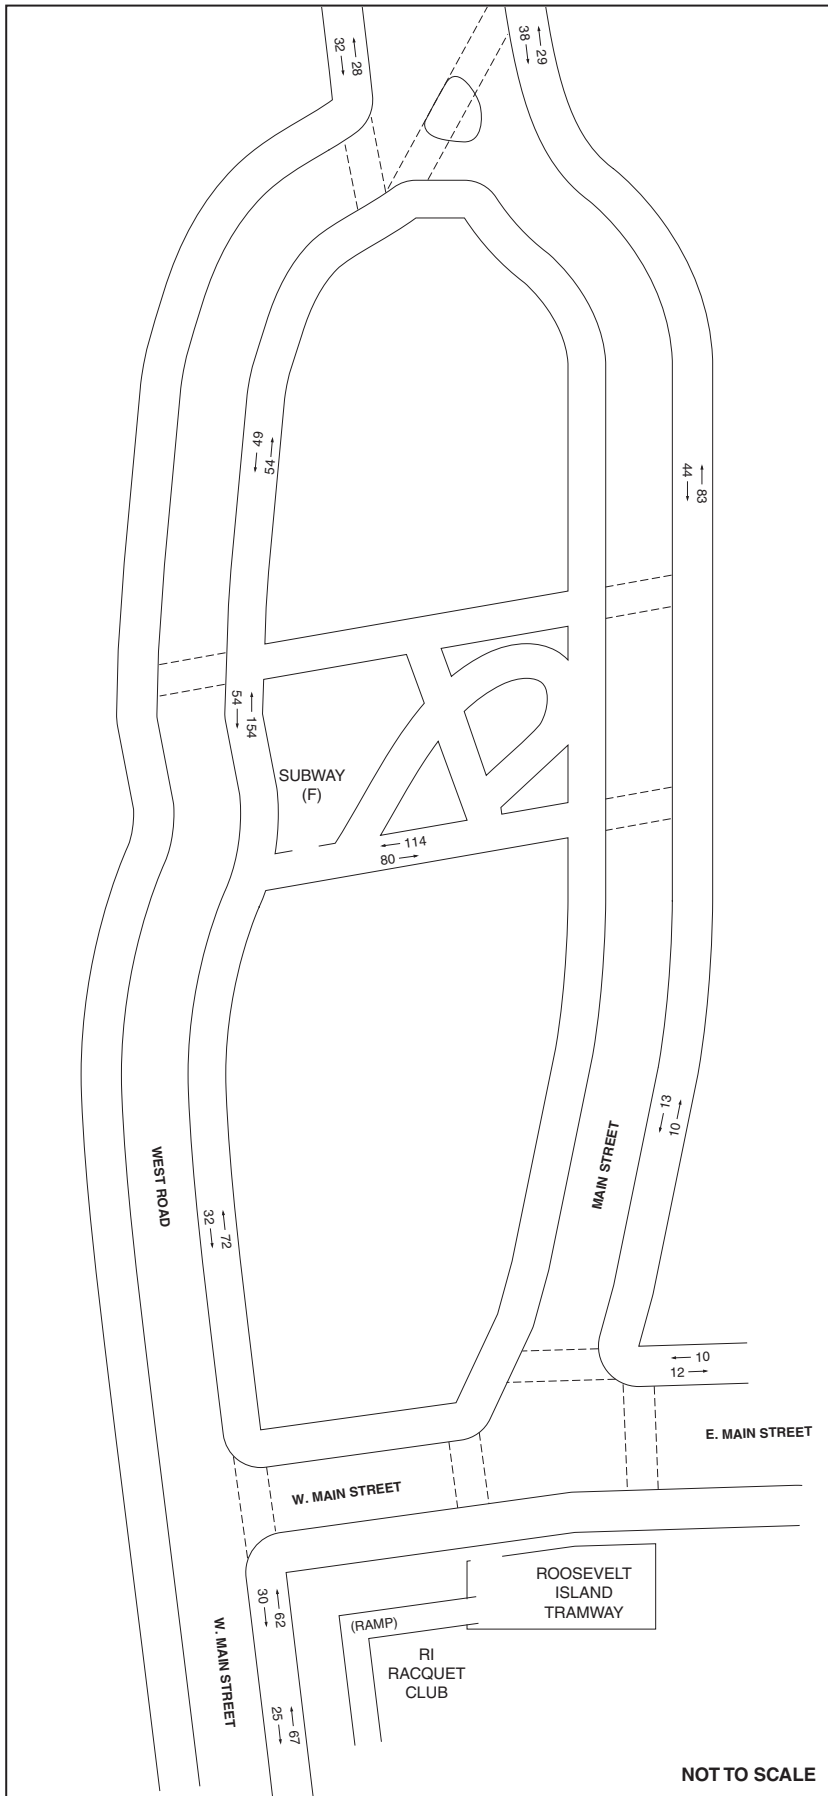 32
28
38
29
49
54
44
83
54
154
SUBWAY
(F)
114
80
13
10
WEST ROAD
MAIN STREET
32
72
10
12
E. MAIN STREET
W. MAIN STREET
ROOSEVELT
ISLAND
TRAMWAY
30
62
(RAMP)
RI
RACQUET
CLUB
W. MAIN STREET
25
67
NOT TO SCALE